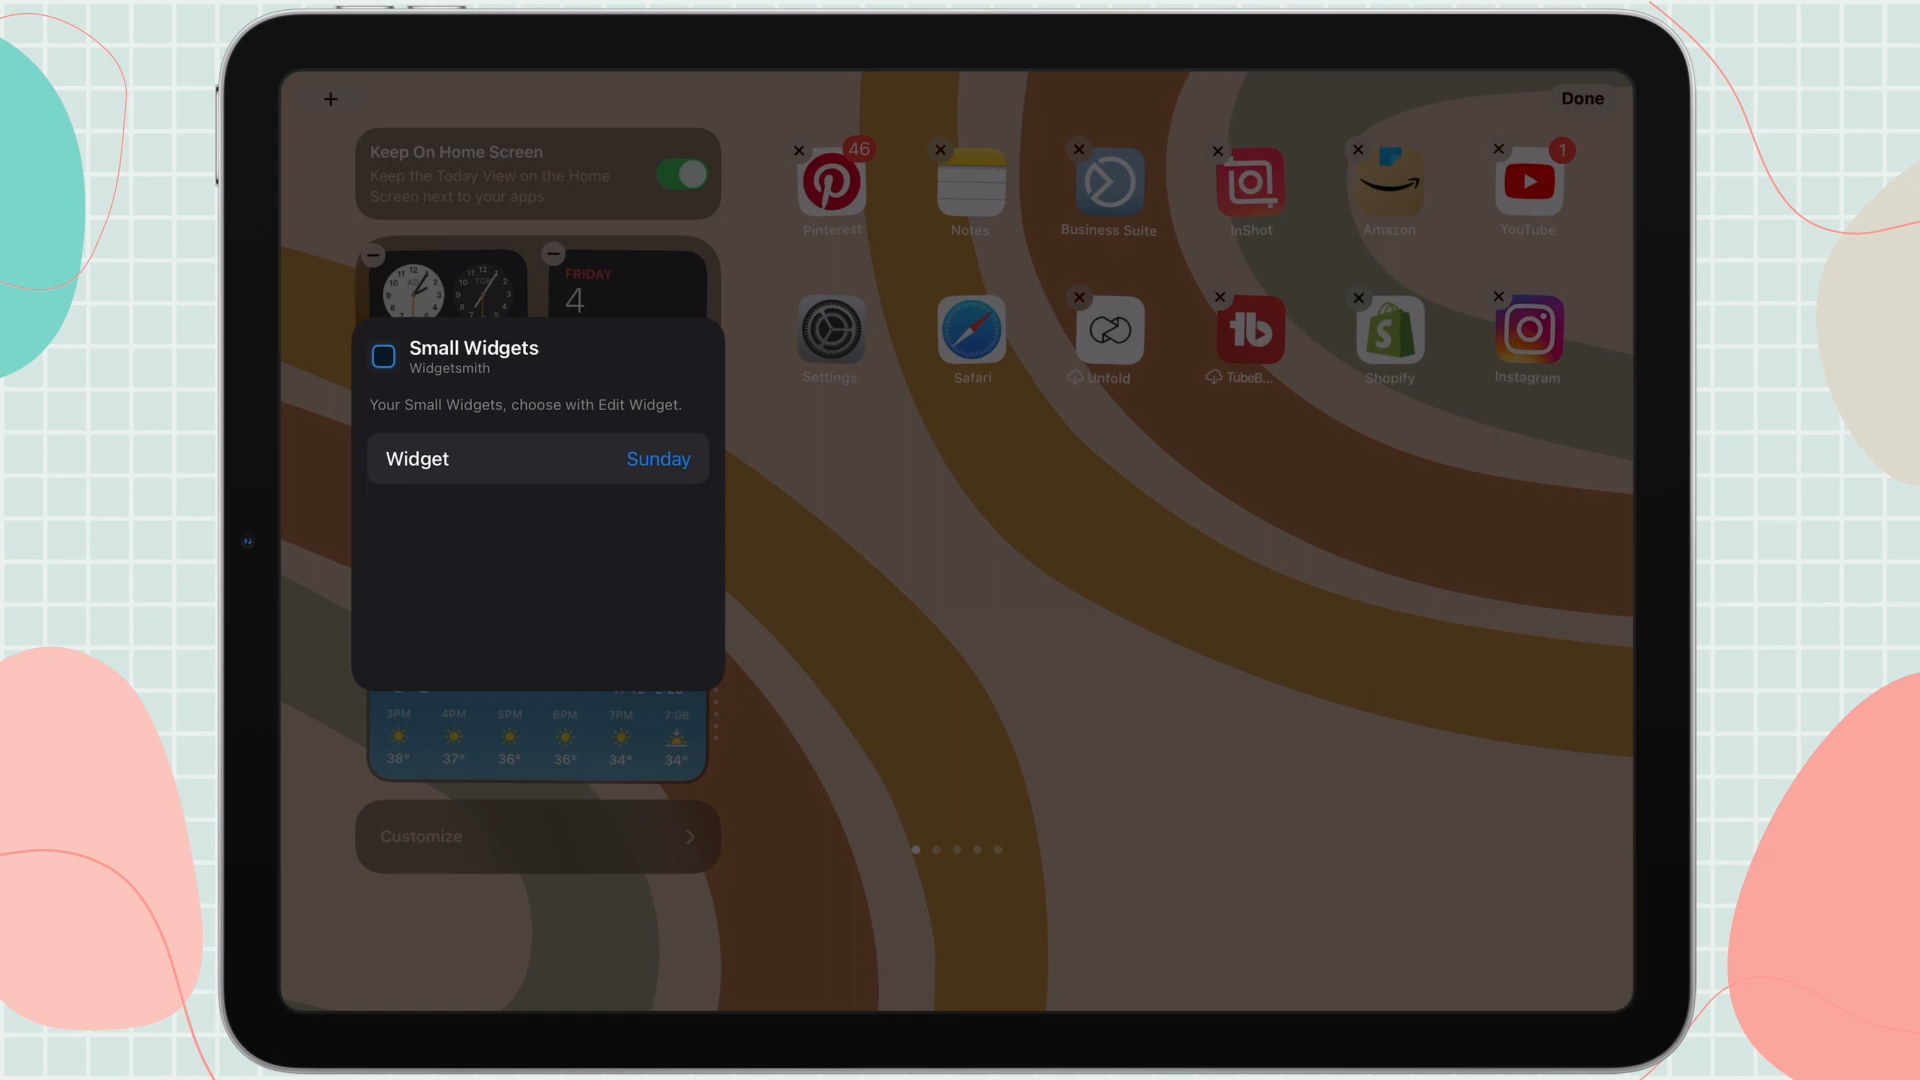 +
Done
Keep On Home Screen
Keep the Today View on the Home
Screen next to your apps
FRIDAY
4
Small Widgets
Widgetsmith
Your Small Widgets, choose with Edit Widget.
Widget Sunday
3PM 4PM 5PM 6PM 7PM 7:06
38° 37° 36° 36° 34° 34°
Customize
46
1
Pinterest Notes Business Suite InShot Amazon YouTube
Settings Safari Unfold TubeB... Shopify Instagram